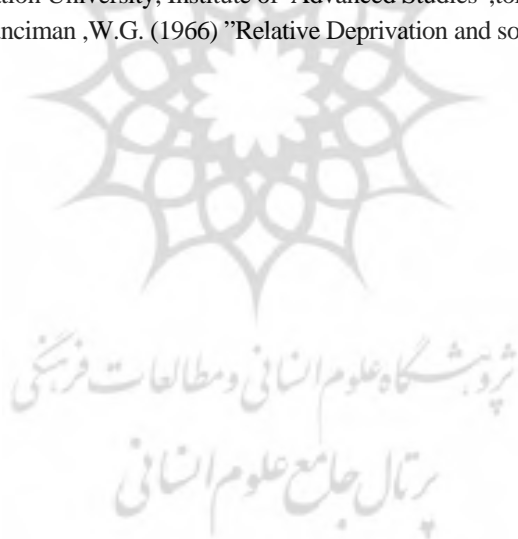 ation University, Institute of Advanced Studies ,to
nciman ,W.G. (1966) ”Relative Deprivation and so
پژوهشگاه علوم انسانی و مطالعات فرهنگی
پرتال جامع علوم انسانی